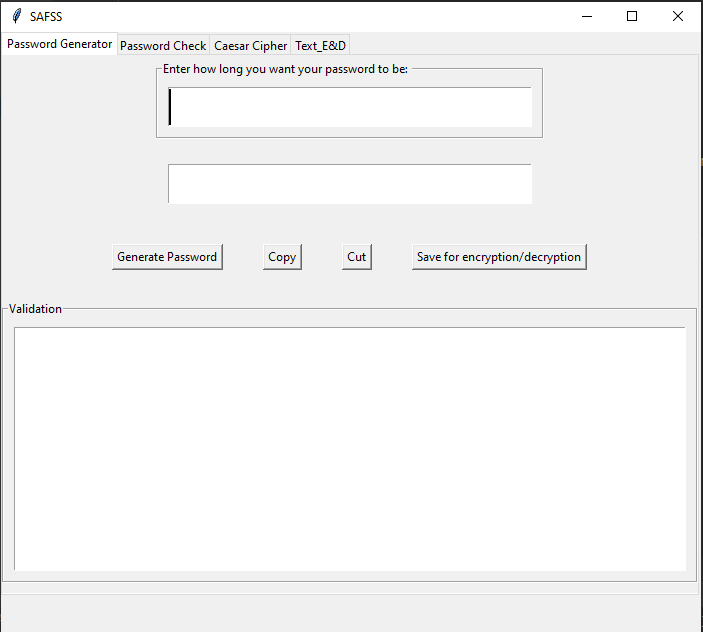 SAFSS
Password Generator Password Check Caesar Cipher Text_E&D
Enter how long you want your password to be:
Generate Password Copy Cut Save for encryption/decryption
Validation